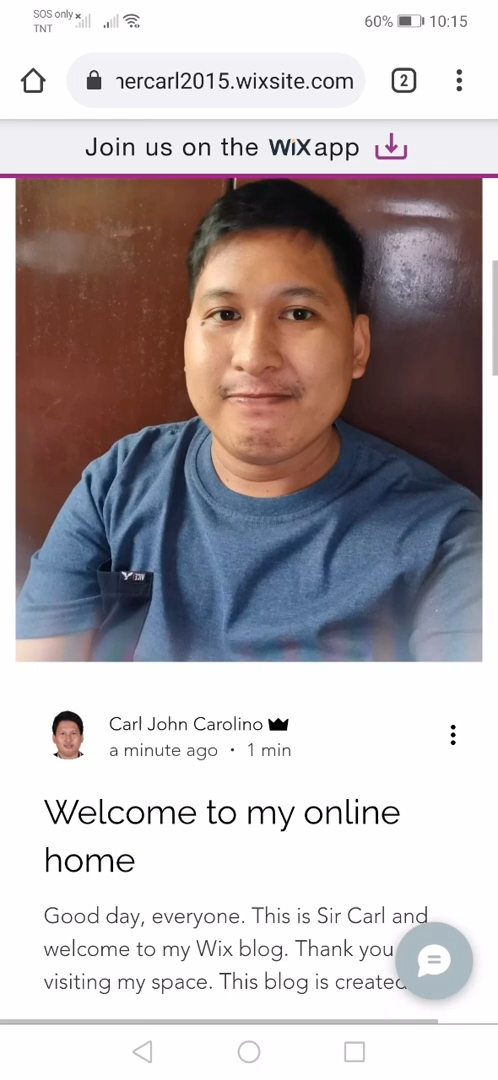 SOS only
TNT
60% 10:15
nercarl2015.wixsite.com 2
Join us on the WiX app
Carl John Carolino
a minute ago • 1 min
Welcome to my online
home
Good day, everyone. This is Sir Carl and
welcome to my Wix blog. Thank you
visiting my space. This blog is created